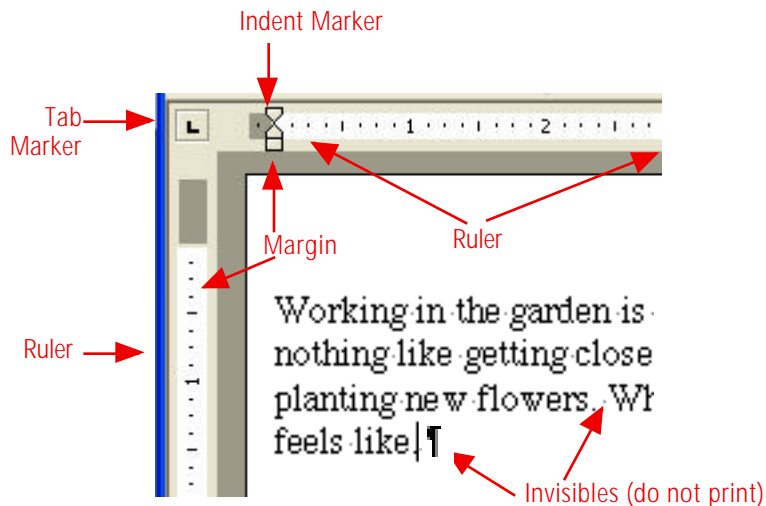 Indent Marker
Tab
Marker
L
1 2
Margin
Ruler
Ruler
1
Working in the garden is
nothing like getting close
planting new flowers. Wh
feels like. ¶
Invisibles (do not print)